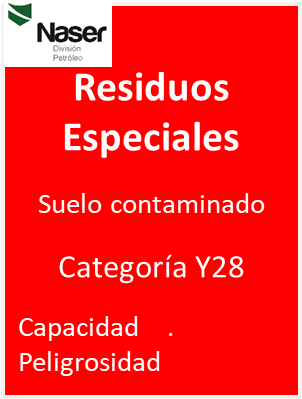 Naser
División
Petróleo
Residuos
Especiales
Suelo contaminado
Categoría Y28
Capacidad .
Peligrosidad